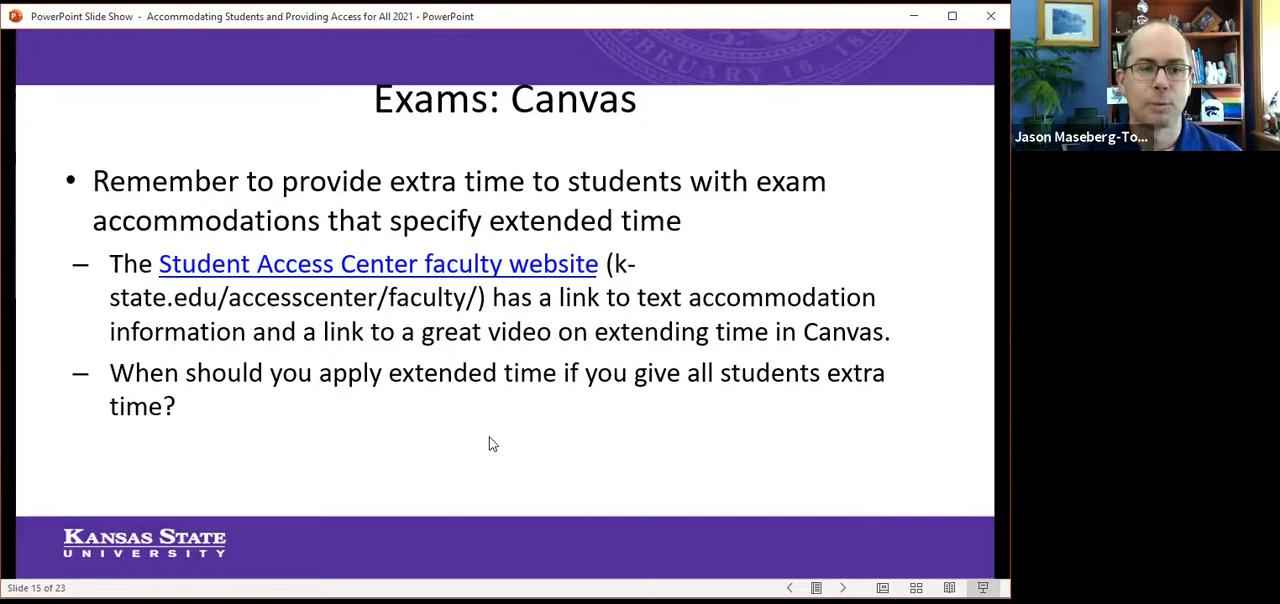 PowerPoint Slide Show - Accommodating Students and Providing Access for All 2021 - PowerPoint
FEBRUARY 16, 186
Exams: Canvas
Jason Maseberg-To...
• Remember to provide extra time to students with exam
accommodations that specify extended time
– The Student Access Center faculty website (k-
state.edu/accesscenter/faculty/) has a link to text accommodation
information and a link to a great video on extending time in Canvas.
– When should you apply extended time if you give all students extra
time?
KANSAS STATE
UNIVERSITY
Slide 15 of 23